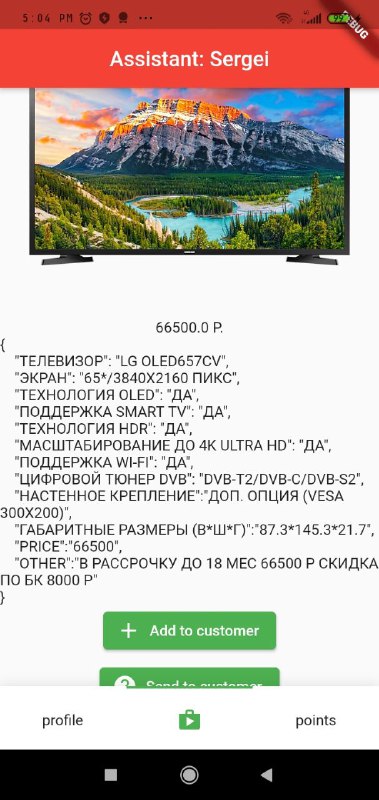 5:04 PM
99
DEBUG
Assistant: Sergei
SAMSUNG
66500.0 Р.
{
"ТЕЛЕВИЗОР": "LG OLED657CV",
"ЭКРАН": "65*/3840X2160 ПИКС",
"ТЕХНОЛОГИЯ OLED": "ДА",
"ПОДДЕРЖКА SMART TV": "ДА",
"ТЕХНОЛОГИЯ HDR": "ДА",
"МАСШТАБИРОВАНИЕ ДО 4K ULTRA HD": "ДА",
"ПОДДЕРЖКА WI-FI": "ДА",
"ЦИФРОВОЙ ТЮНЕР DVB": "DVB-T2/DVB-C/DVB-S2",
"НАСТЕННОЕ КРЕПЛЕНИЕ":"ДОП. ОПЦИЯ (VESA
300X200)",
"ГАБАРИТНЫЕ РАЗМЕРЫ (В*Ш*Г)":"87.3*145.3*21.7",
"PRICE":"66500",
"OTHER":"В РАССРОЧКУ ДО 18 МЕС 66500 Р СКИДКА
ПО БК 8000 Р"
}
+ Add to customer
Send to customer
profile
points